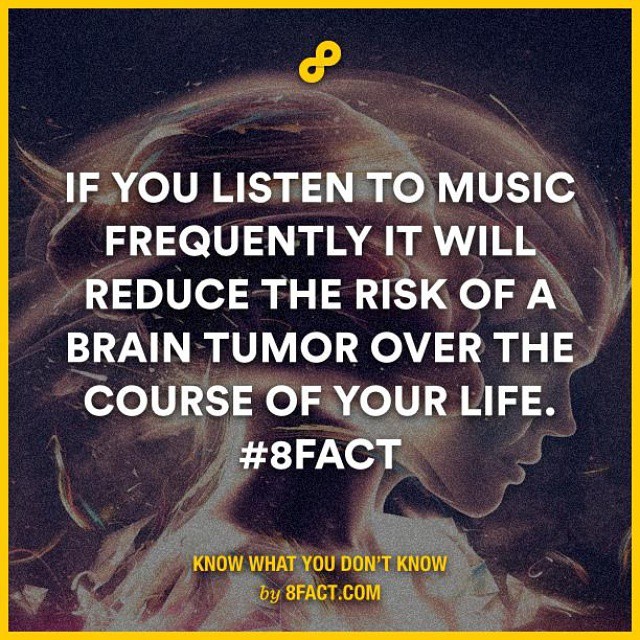 IF YOU LISTEN TO MUSIC
FREQUENTLY IT WILL
REDUCE THE RISK OF A
BRAIN TUMOR OVER THE
COURSE OF YOUR LIFE.
#8FACT
KNOW WHAT YOU DON'T KNOW
by 8FACT.COM